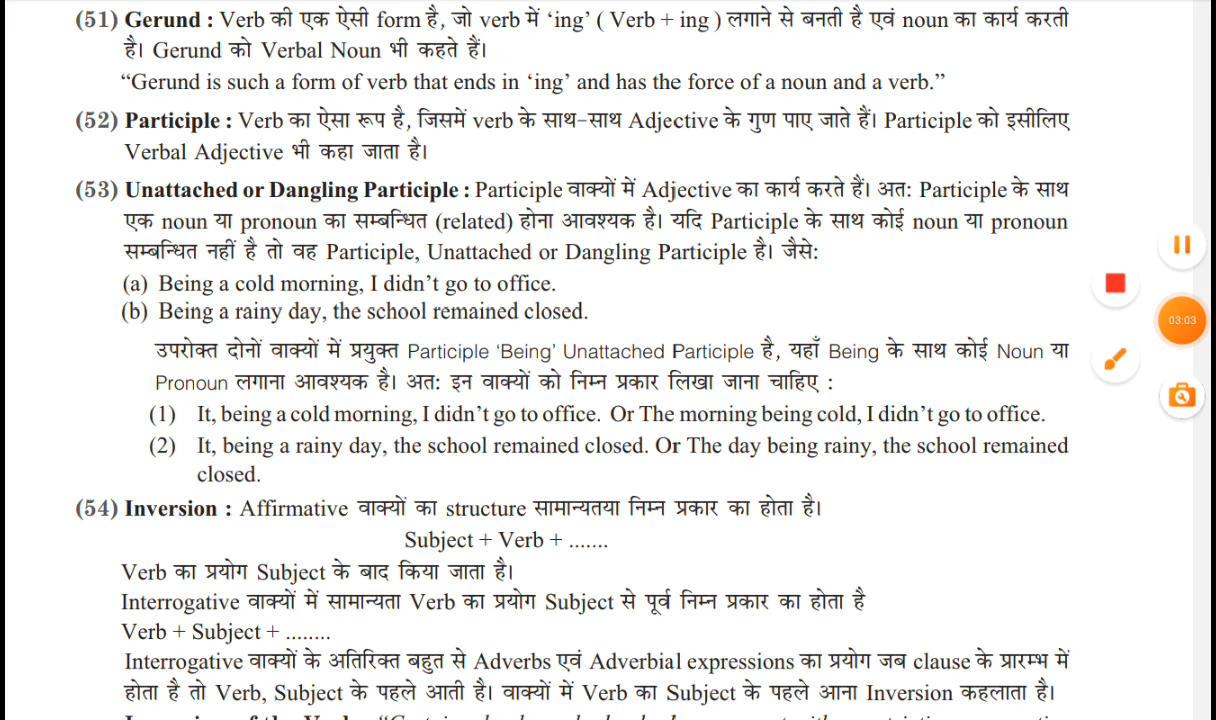 (51) Gerund : Verb की एक ऐसी form है, जो verb में ‘ing’ ( Verb + ing ) लगाने से बनती है एवं noun का कार्य करती
है। Gerund को Verbal Noun भी कहते हैं।
“Gerund is such a form of verb that ends in ‘ing’ and has the force of a noun and a verb.”
(52) Participle : Verb का ऐसा रूप है, जिसमें verb के साथ-साथ Adjective के गुण पाए जाते हैं। Participle को इसीलिए
Verbal Adjective भी कहा जाता है।
(53) Unattached or Dangling Participle : Participle वाक्यों में Adjective का कार्य करते हैं। अत: Participle के साथ
एक noun या pronoun का सम्बन्धित (related) होना आवश्यक है। यदि Participle के साथ कोई noun या pronoun
सम्बन्धित नहीं है तो वह Participle, Unattached or Dangling Participle है। जैसे:
(a) Being a cold morning, I didn’t go to office.
(b) Being a rainy day, the school remained closed.
उपरोक्त दोनों वाक्यों में प्रयुक्त Participle ‘Being’ Unattached Participle है, यहाँ Being के साथ कोई Noun या
Pronoun लगाना आवश्यक है। अत: इन वाक्यों को निम्न प्रकार लिखा जाना चाहिए :
(1) It, being a cold morning, I didn’t go to office. Or The morning being cold, I didn’t go to office.
(2) It, being a rainy day, the school remained closed. Or The day being rainy, the school remained
closed.
(54) Inversion : Affirmative वाक्यों का structure सामान्यतया निम्न प्रकार का होता है।
Subject + Verb + .......
Verb का प्रयोग Subject के बाद किया जाता है।
Interrogative वाक्यों में सामान्यता Verb का प्रयोग Subject से पूर्व निम्न प्रकार का होता है
Verb + Subject + ........
Interrogative वाक्यों के अतिरिक्त बहुत से Adverbs एवं Adverbial expressions का प्रयोग जब clause के प्रारम्भ में
होता है तो Verb, Subject के पहले आती है। वाक्यों में Verb का Subject के पहले आना Inversion कहलाता है।
03:03